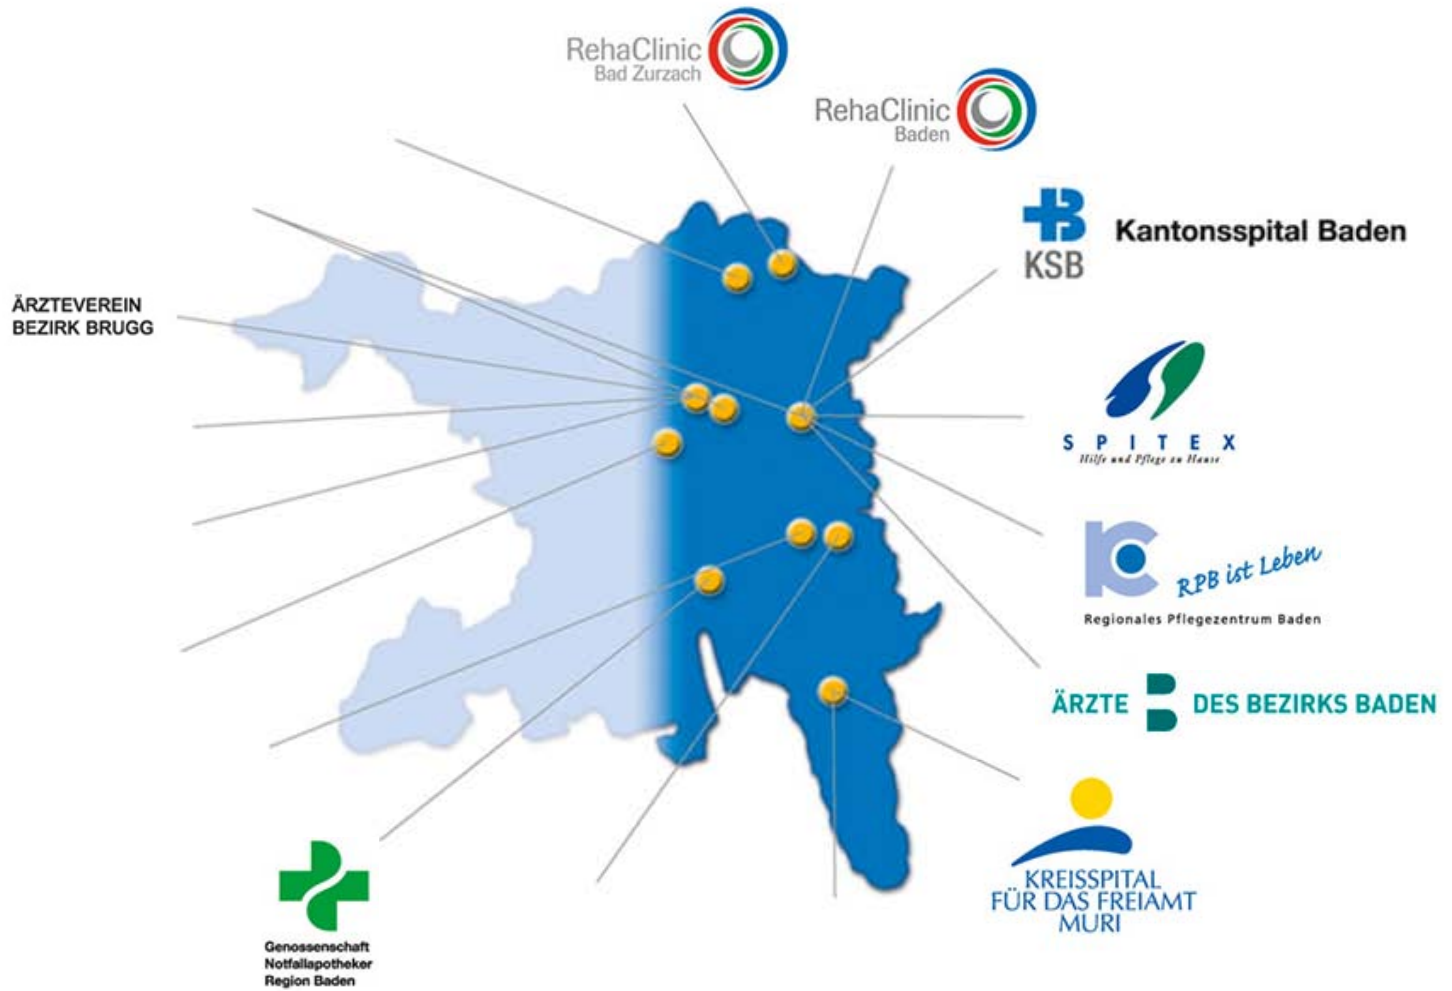 RehaClinic
Bad Zurzach
RehaClinic
Baden
KSB
Kantonsspital Baden
ÄRZTEVEREIN
BEZIRK BRUGG
SPITEX
Hilfe und Pflege zu Hause
RPB ist Leben
Regionales Pflegezentrum Baden
ÄRZTE B DES BEZIRKS BADEN
KREISSPITAL
FÜR DAS FREIAMT
MURI
Genossenschaft
Notfallapotheker
Region Baden